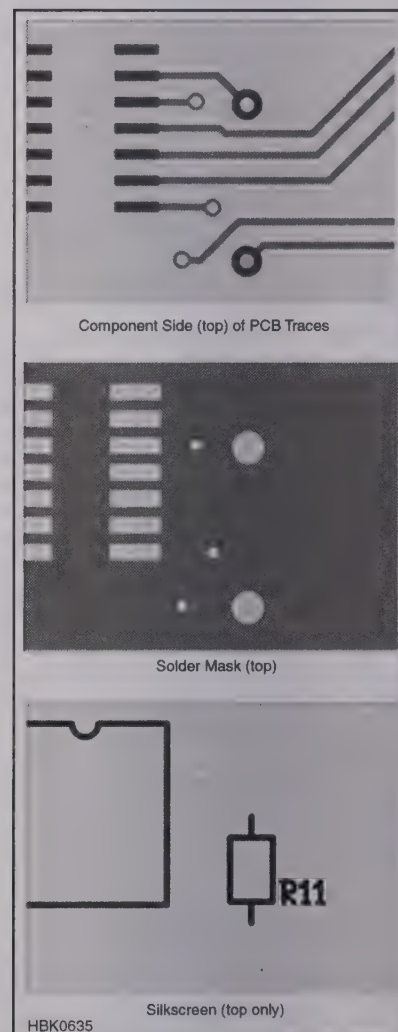 Component Side (top) of PCB Traces
Solder Mask (top)
R11
Silkscreen (top only)
HBK0635